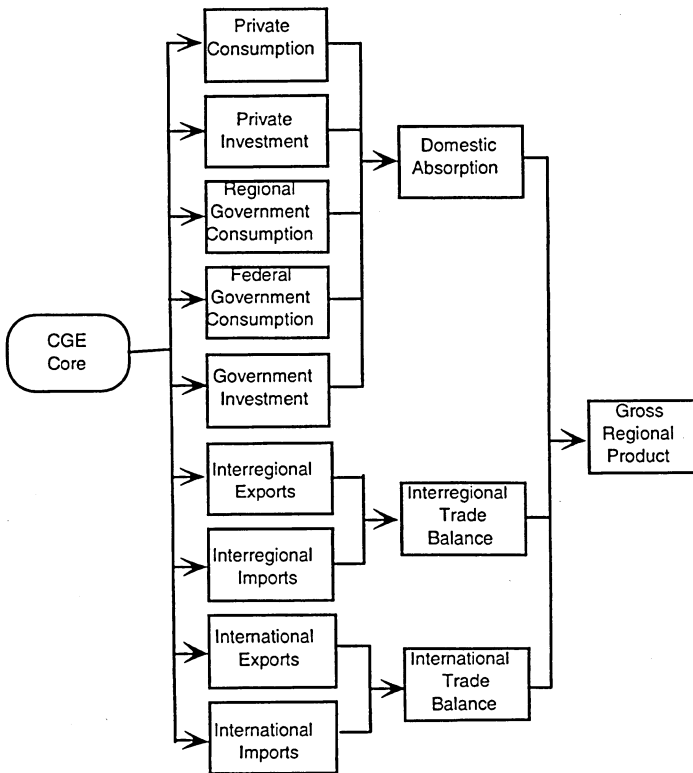 Private
Consumption
Private
Investment
Regional
Government
Consumption
Federal
Government
Consumption
Government
Investment
Interregional
Exports
Interregional
Imports
International
Exports
International
Imports
CGE
Core
Domestic
Absorption
Interregional
Trade
Balance
International
Trade
Balance
Gross
Regional
Product